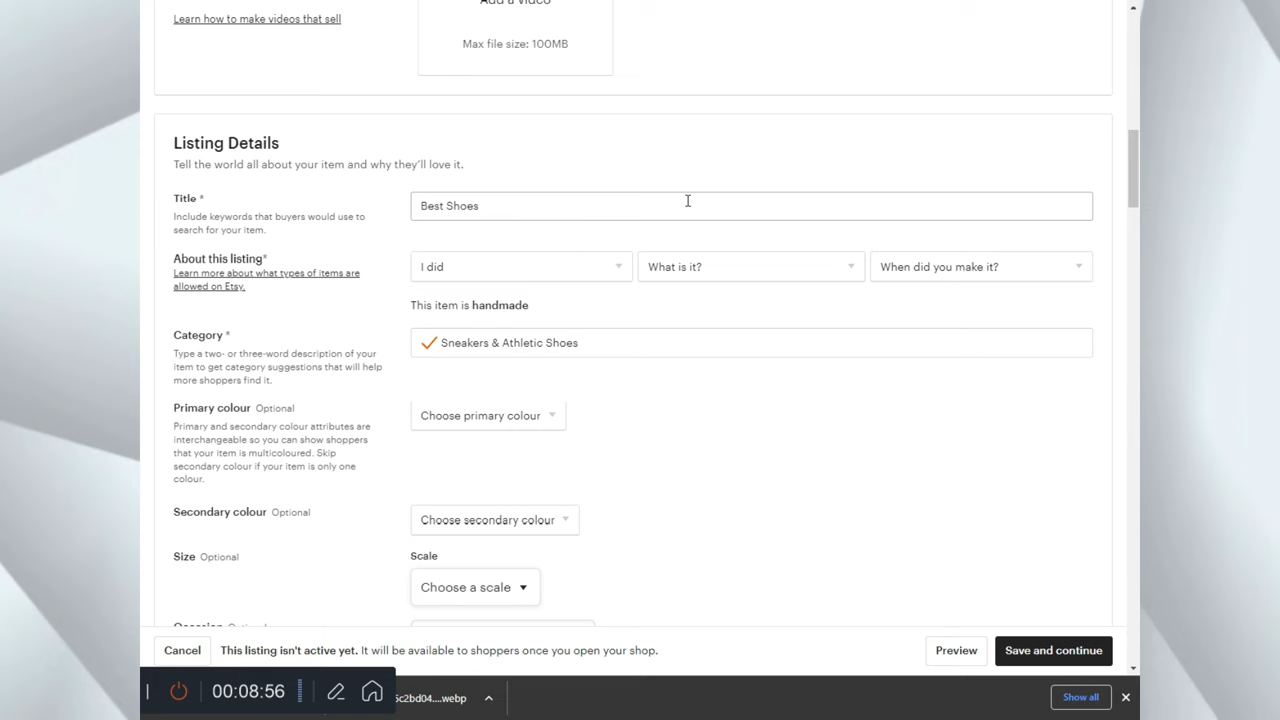 Add a video
Learn how to make videos that sell
Max file size: 100MB
Listing Details
Tell the world all about your item and why they'll love it.
Title *
Include keywords that buyers would use to
search for your item.
Best Shoes
About this listing*
Learn more about what types of items are
allowed on Etsy.
I did
What is it?
When did you make it?
This item is handmade
Category *
Type a two- or three-word description of your
item to get category suggestions that will help
more shoppers find it.
Sneakers & Athletic Shoes
Primary colour Optional
Primary and secondary colour attributes are
interchangeable so you can show shoppers
that your item is multicoloured. Skip
secondary colour if your item is only one
colour.
Choose primary colour
Secondary colour Optional
Choose secondary colour
Size Optional
Scale
Choose a scale
Occasion Optional
Cancel
This listing isn't active yet. It will be available to shoppers once you open your shop.
Preview
Save and continue
00:08:56
5c2bd04....webp
Show all